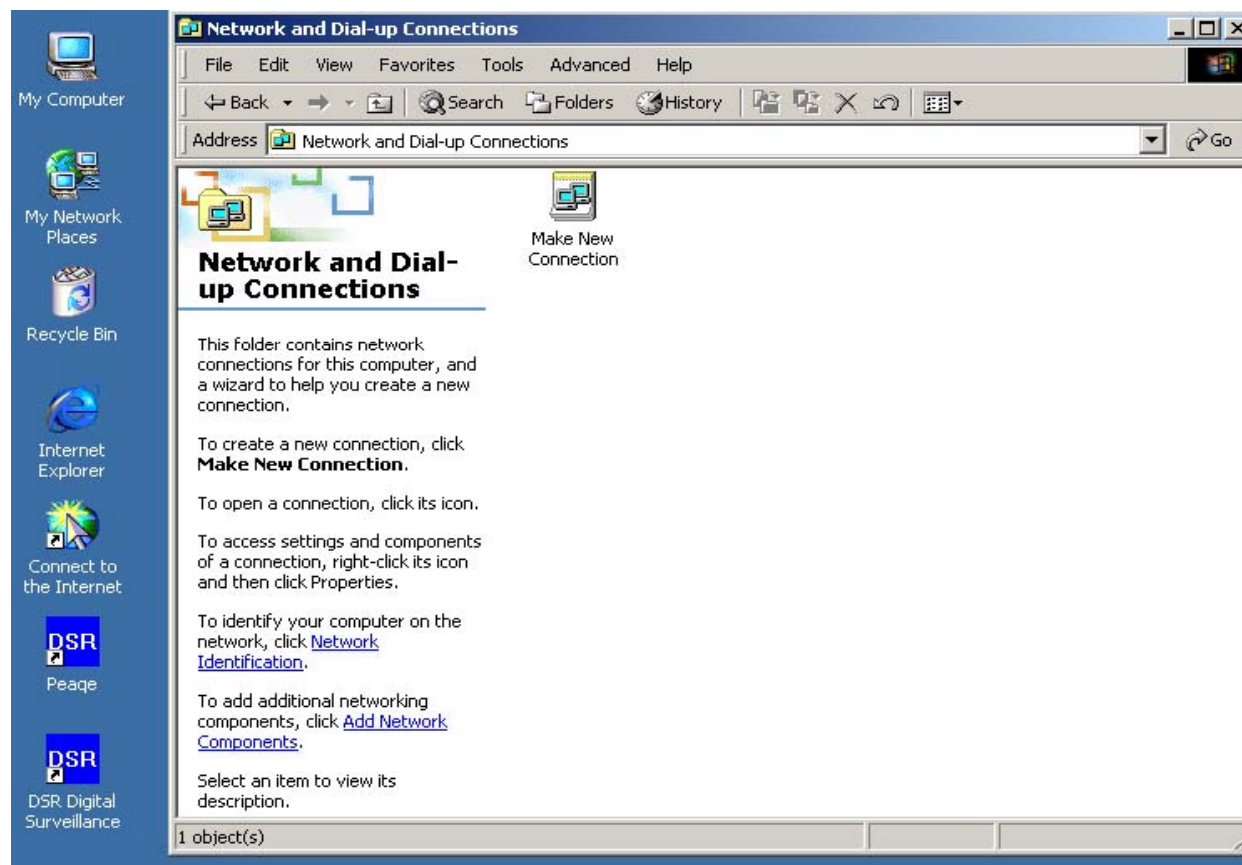 My Computer
My Network
Places
Recycle Bin
Internet
Explorer
Connect to
the Internet
DSR
Peaqe
DSR
DSR Digital
Surveillance
Network and Dial-up Connections
File Edit View Favorites Tools Advanced Help
Back Search Folders History
Address Network and Dial-up Connections Go
Network and Dial-
up Connections
This folder contains network
connections for this computer, and
a wizard to help you create a new
connection.
To create a new connection, click
Make New Connection.
To open a connection, click its icon.
To access settings and components
of a connection, right-click its icon
and then click Properties.
To identify your computer on the
network, click Network
Identification.
To add additional networking
components, click Add Network
Components.
Select an item to view its
description.
Make New
Connection
1 object(s)